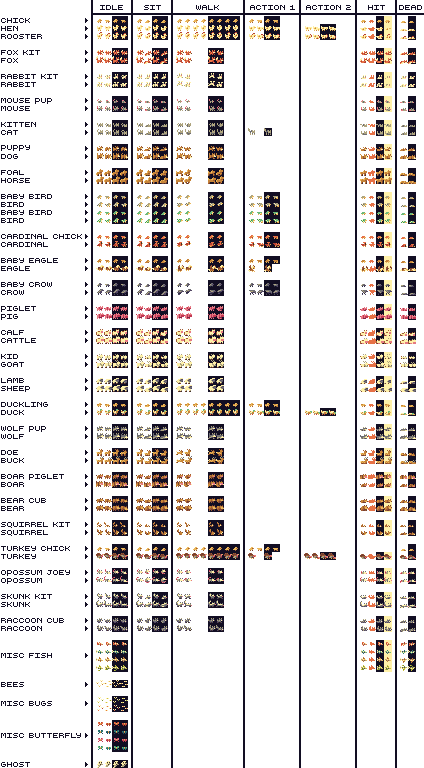 IDLE SIT WALK ACTION 1 ACTION 2 HIT DEAD
CHICK
HEN
ROOSTER
FOX KIT
FOX
RABBIT KIT
RABBIT
MOUSE PUP
MOUSE
KITTEN
CAT
PUPPY
DOG
FOAL
HORSE
BABY BIRD
BIRD
BABY BIRD
BIRD
CARDINAL CHICK
CARDINAL
BABY EAGLE
EAGLE
BABY CROW
CROW
PIGLET
PIG
CALF
CATTLE
KID
GOAT
LAMB
SHEEP
DUCKLING
DUCK
WOLF PUP
WOLF
DOE
BUCK
BOAR PIGLET
BOAR
BEAR CUB
BEAR
SQUIRREL KIT
SQUIRREL
TURKEY CHICK
TURKEY
OPOSSUM JOEY
OPOSSUM
SKUNK KIT
SKUNK
RACCOON CUB
RACCOON
MISC FISH
BEES
MISC BUGS
MISC BUTTERFLY
GHOST